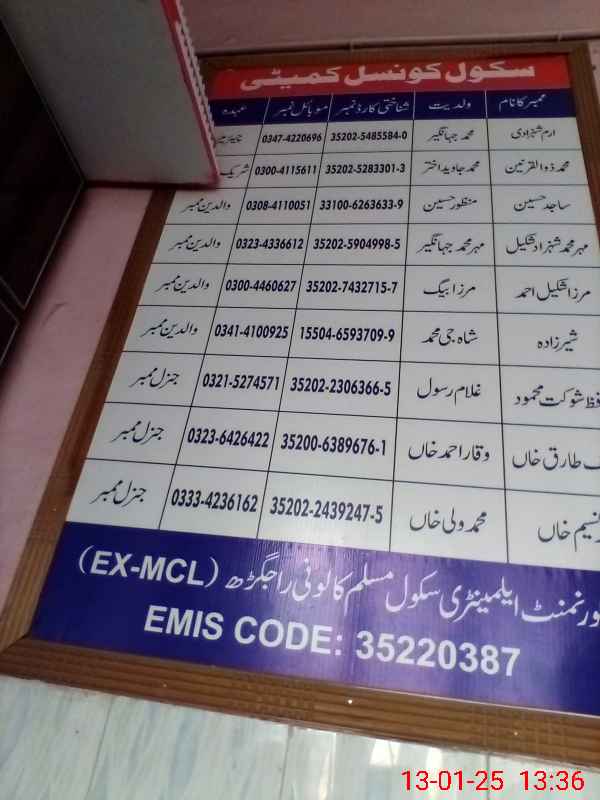 سکول کونسل کمیٹی
ممبر کا نام ولدیت شناختی کارڈ نمبر موبائل نمبر عہدہ
ارم شہزادی محمد جہانگیر 35202-5485584-0 0347-4220696
محمد ذوالقرنین محمد جاوید اختر 35202-5283301-3 0300-4115611 شریک
ساجد حسین منظور حسین 33100-6263633-9 0308-4110051 والدین ممبر
مہر محمد شہزاد شکیل مہر محمد جہانگیر 35202-5904998-5 0323-4336612 والدین ممبر
مرزا شکیل احمد مرزا بیگ 35202-7432715-7 0300-4460627 والدین ممبر
شیر زادہ شاہ جی محمد 15504-6593709-9 0341-4100925 والدین ممبر
شوکت محمود غلام رسول 35202-2306366-5 0321-5274571 جنرل ممبر
طارق خاں وقار احمد خاں 35200-6389676-1 0323-6426422 جنرل ممبر
خاں محمد ولی خاں 35202-2439247-5 0333-4236162 جنرل ممبر
ورنمنٹ ایلیمینٹری سکول مسلم کالونی راجگڑھ (EX-MCL)
EMIS CODE: 35220387
13-01-25 13:36